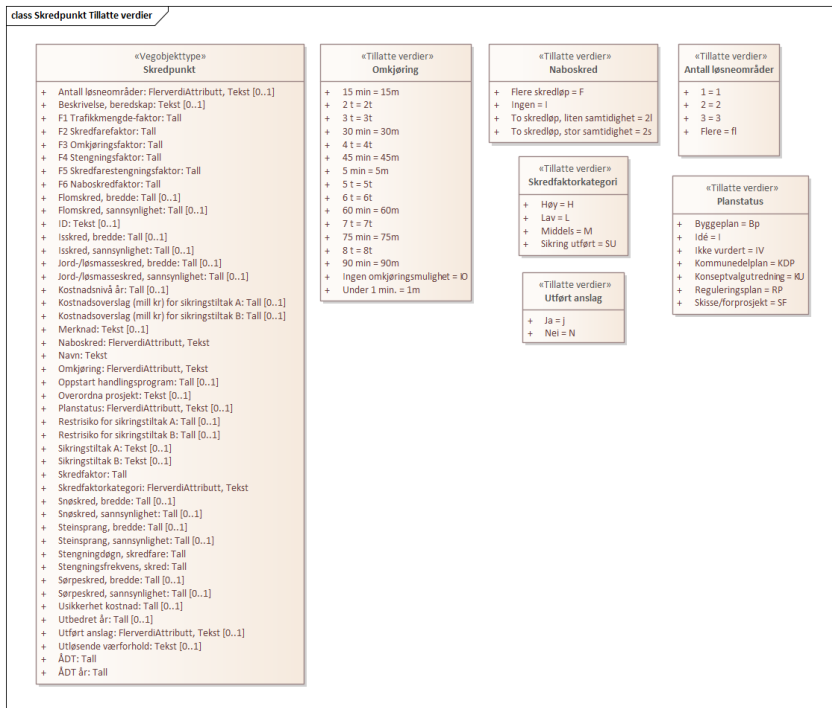 class Skredpunkt Tillatte verdier
«Vegobjekttype»
Skredpunkt
+ Antall løsneområder: FlerverdiAttributt, Tekst [0..1]
+ Beskrivelse, beredskap: Tekst [0..1]
+ F1 Trafikkmengde-faktor: Tall
+ F2 Skredfarefaktor: Tall
+ F3 Omkjøringsfaktor: Tall
+ F4 Stengningsfaktor: Tall
+ F5 Skredfarestengningsfaktor: Tall
+ F6 Naboskredfaktor: Tall
+ Flomskred, bredde: Tall [0..1]
+ Flomskred, sannsynlighet: Tall [0..1]
+ ID: Tekst [0..1]
+ Isskred, bredde: Tall [0..1]
+ Isskred, sannsynlighet: Tall [0..1]
+ Jord-/løsmasseskred, bredde: Tall [0..1]
+ Jord-/løsmasseskred, sannsynlighet: Tall [0..1]
+ Kostnadsnivå år: Tall [0..1]
+ Kostnadsoverslag (mill kr) for sikringstiltak A: Tall [0..1]
+ Kostnadsoverslag (mill kr) for sikringstiltak B: Tall [0..1]
+ Merknad: Tekst [0..1]
+ Naboskred: FlerverdiAttributt, Tekst
+ Navn: Tekst
+ Omkjøring: FlerverdiAttributt, Tekst
+ Oppstart handlingsprogram: Tall [0..1]
+ Overordna prosjekt: Tekst [0..1]
+ Planstatus: FlerverdiAttributt, Tekst [0..1]
+ Restrisiko for sikringstiltak A: Tall [0..1]
+ Restrisiko for sikringstiltak B: Tall [0..1]
+ Sikringstiltak A: Tekst [0..1]
+ Sikringstiltak B: Tekst [0..1]
+ Skredfaktor: Tall
+ Skredfaktorkategori: FlerverdiAttributt, Tekst
+ Snøskred, bredde: Tall [0..1]
+ Snøskred, sannsynlighet: Tall [0..1]
+ Steinsprang, bredde: Tall [0..1]
+ Steinsprang, sannsynlighet: Tall [0..1]
+ Stengningdøgn, skredfare: Tall
+ Stengningsfrekvens, skred: Tall
+ Sørpeskred, bredde: Tall [0..1]
+ Sørpeskred, sannsynlighet: Tall [0..1]
+ Usikkerhet kostnad: Tall [0..1]
+ Utbedret år: Tall [0..1]
+ Utført anslag: FlerverdiAttributt, Tekst [0..1]
+ Utløsende værforhold: Tekst [0..1]
+ ÅDT: Tall
+ ÅDT år: Tall
«Tillatte verdier»
Omkjøring
+ 15 min = 15m
+ 2 t = 2t
+ 3 t = 3t
+ 30 min = 30m
+ 4 t = 4t
+ 45 min = 45m
+ 5 min = 5m
+ 5 t = 5t
+ 6 t = 6t
+ 60 min = 60m
+ 7 t = 7t
+ 75 min = 75m
+ 8 t = 8t
+ 90 min = 90m
+ Ingen omkjøringsmulighet = IO
+ Under 1 min. = 1m
«Tillatte verdier»
Naboskred
+ Flere skredløp = F
+ Ingen = I
+ To skredløp, liten samtidighet = 2l
+ To skredløp, stor samtidighet = 2s
«Tillatte verdier»
Antall løsneområder
+ 1 = 1
+ 2 = 2
+ 3 = 3
+ Flere = fl
«Tillatte verdier»
Skredfaktorkategori
+ Høy = H
+ Lav = L
+ Middels = M
+ Sikring utført = SU
«Tillatte verdier»
Planstatus
+ Byggeplan = Bp
+ Idé = I
+ Ikke vurdert = IV
+ Kommunedelplan = KDP
+ Konseptvalgutredning = KU
+ Reguleringsplan = RP
+ Skisse/forprosjekt = SF
«Tillatte verdier»
Utført anslag
+ Ja = j
+ Nei = N